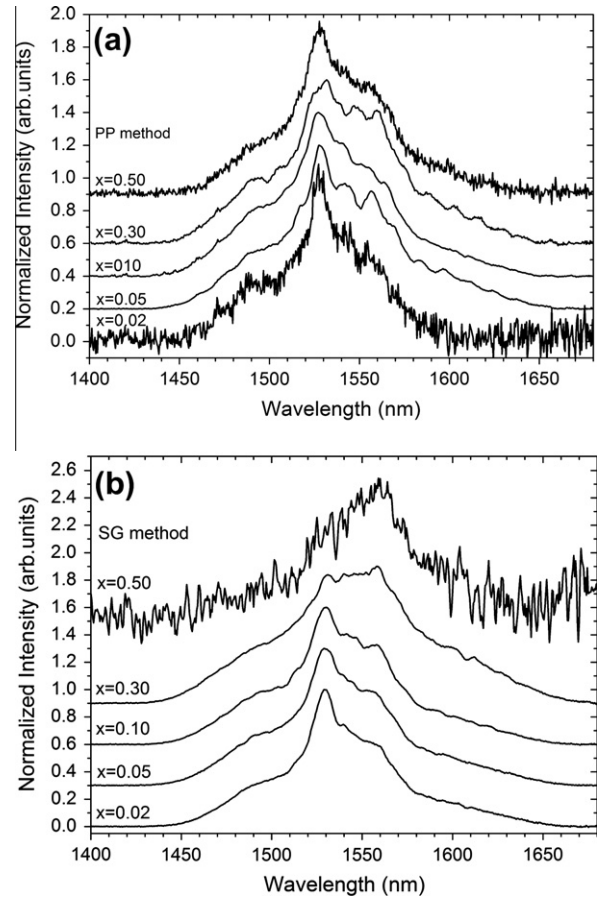 (a)
PP method
x=0.50
x=0.30
x=010
x=0.05
x=0.02
Normalized Intensity (arb.units)
2.0
1.8
1.6
1.4
1.2
1.0
0.8
0.6
0.4
0.2
0.0
1400 1450 1500 1550 1600 1650
Wavelength (nm)
(b)
SG method
x=0.50
x=0.30
x=0.10
x=0.05
x=0.02
Normalized Intensity (arb.units)
2.6
2.4
2.2
2.0
1.8
1.6
1.4
1.2
1.0
0.8
0.6
0.4
0.2
0.0
1400 1450 1500 1550 1600 1650
Wavelength (nm)